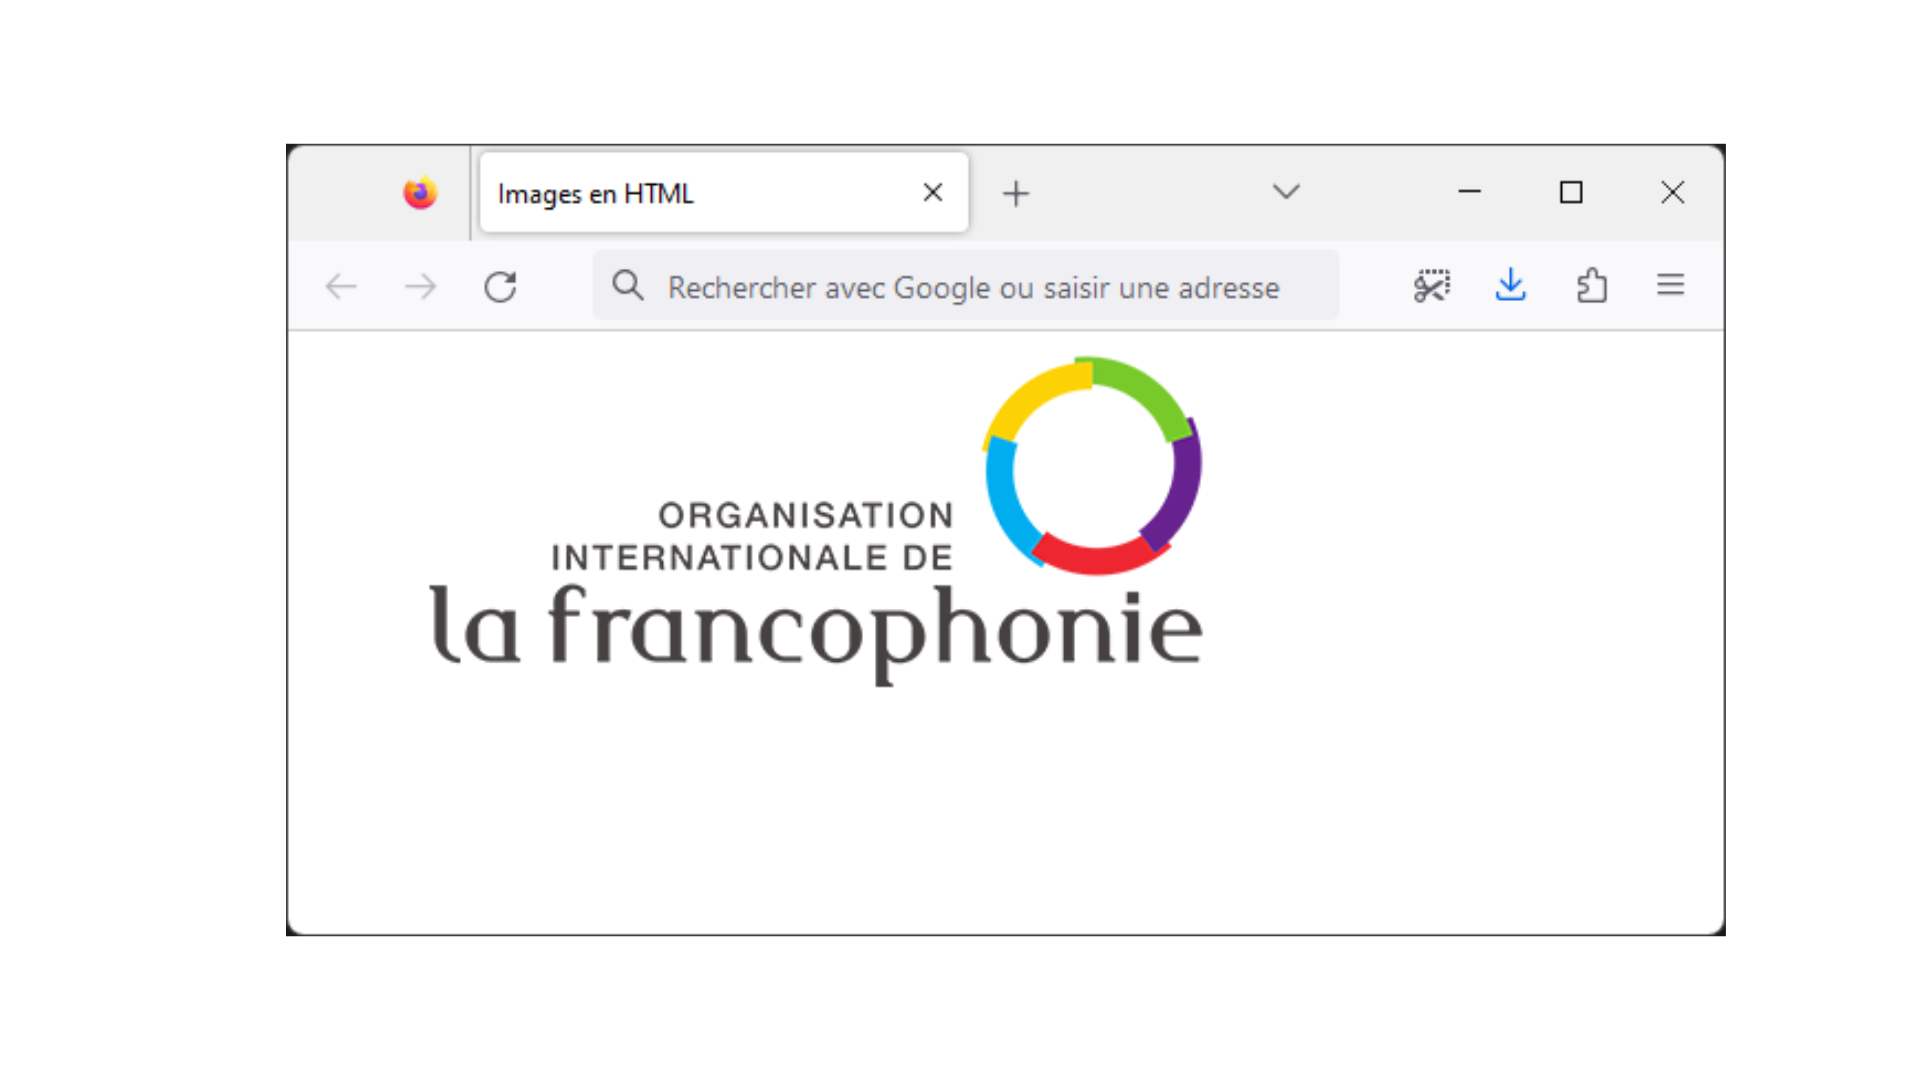 Images en HTML
Rechercher avec Google ou saisir une adresse
ORGANISATION
INTERNATIONALE DE
la francophonie